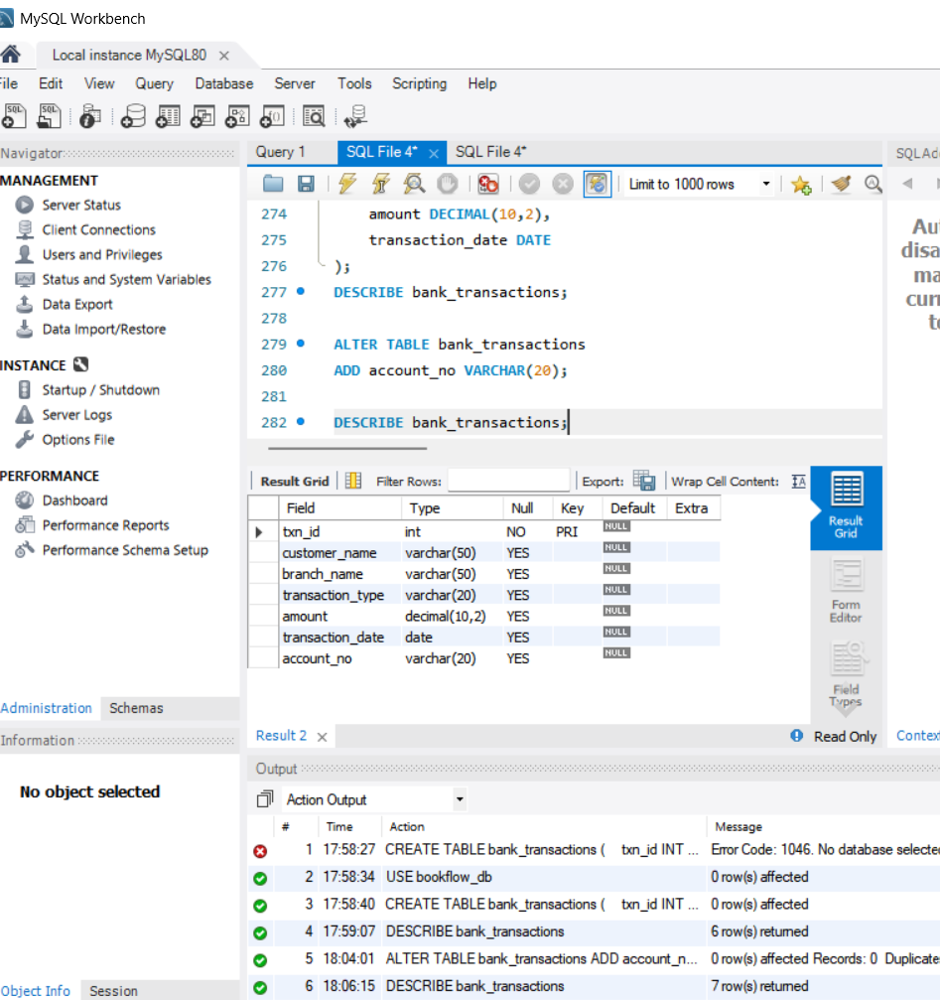 MySQL Workbench
Local instance MySQL80
File Edit View Query Database Server Tools Scripting Help
Navigator
MANAGEMENT
Server Status
Client Connections
Users and Privileges
Status and System Variables
Data Export
Data Import/Restore
INSTANCE
Startup / Shutdown
Server Logs
Options File
PERFORMANCE
Dashboard
Performance Reports
Performance Schema Setup
Administration Schemas
Information
No object selected
Object Info Session
Query 1 SQL File 4* SQL File 4*
Limit to 1000 rows
274 amount DECIMAL(10,2),
275 transaction_date DATE
276 );
277 DESCRIBE bank_transactions;
278
279 ALTER TABLE bank_transactions
280 ADD account_no VARCHAR(20);
281
282 DESCRIBE bank_transactions;
Result Grid Filter Rows: Export: Wrap Cell Content:
Field Type Null Key Default Extra
txn_id int NO PRI NULL
customer_name varchar(50) YES NULL
branch_name varchar(50) YES NULL
transaction_type varchar(20) YES NULL
amount decimal(10,2) YES NULL
transaction_date date YES NULL
account_no varchar(20) YES NULL
Result Grid
Form Editor
Field Types
Result 2 Read Only
Output
Action Output
# Time Action Message
1 17:58:27 CREATE TABLE bank_transactions ( txn_id INT ... Error Code: 1046. No database selected
2 17:58:34 USE bookflow_db 0 row(s) affected
3 17:58:40 CREATE TABLE bank_transactions ( txn_id INT ... 0 row(s) affected
4 17:59:07 DESCRIBE bank_transactions 6 row(s) returned
5 18:04:01 ALTER TABLE bank_transactions ADD account_n... 0 row(s) affected Records: 0 Duplicate
6 18:06:15 DESCRIBE bank_transactions 7 row(s) returned